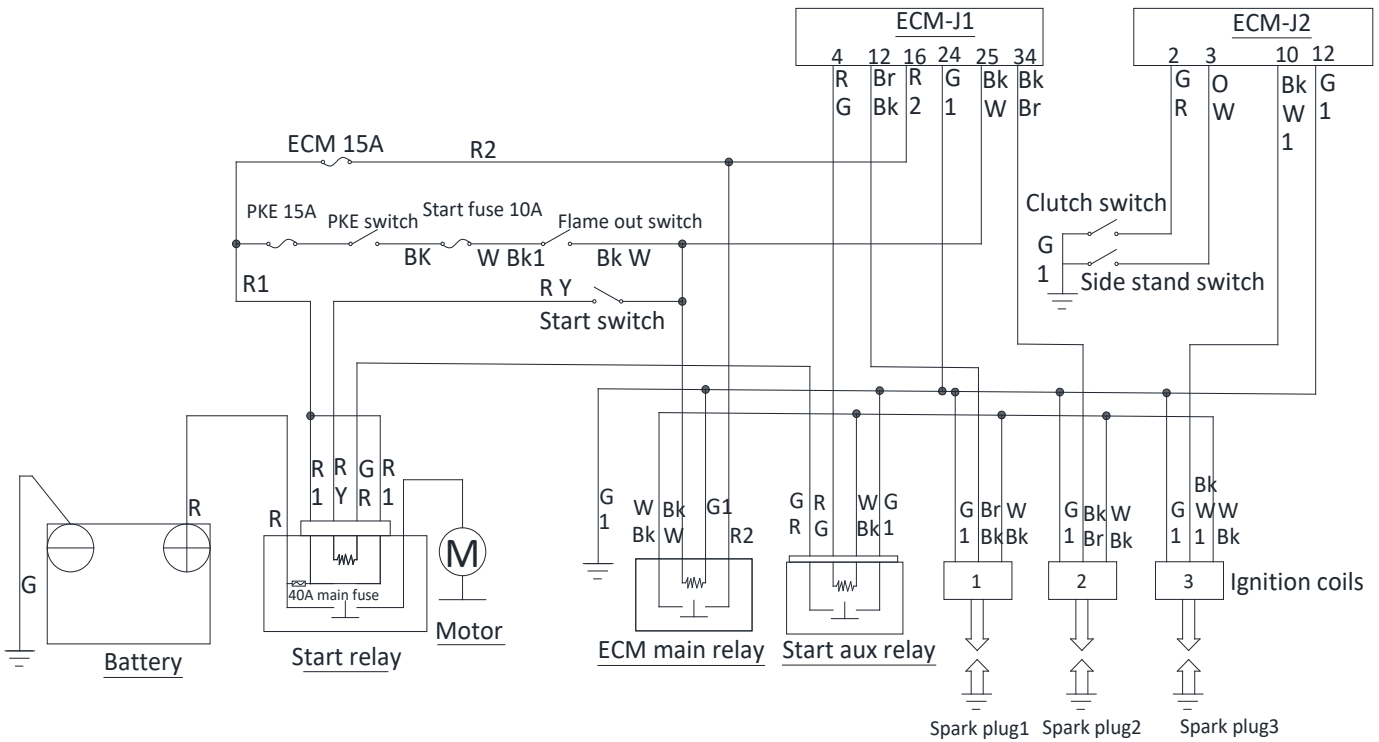 ECM-J1
ECM-J2
4 12 16 24 25 34
2 3 10 12
R Br R G Bk Bk
G Bk 2 1 W Br
G O Bk G
R W W 1
1
ECM 15A
R2
PKE 15A
PKE switch
Start fuse 10A
Flame out switch
BK
W Bk1
Bk W
Clutch switch
G
1
Side stand switch
R1
R Y
Start switch
R R G R
1 Y R 1
R
R
G
40A main fuse
M
Battery
Start relay
Motor
G
1
W Bk G1
Bk W R2
ECM main relay
G R W G
R G Bk 1
Start aux relay
G Br W
1 Bk Bk
1
G Bk W
1 Br Bk
2
Bk
G W W
1 1 Bk
3
Ignition coils
Spark plug1
Spark plug2
Spark plug3